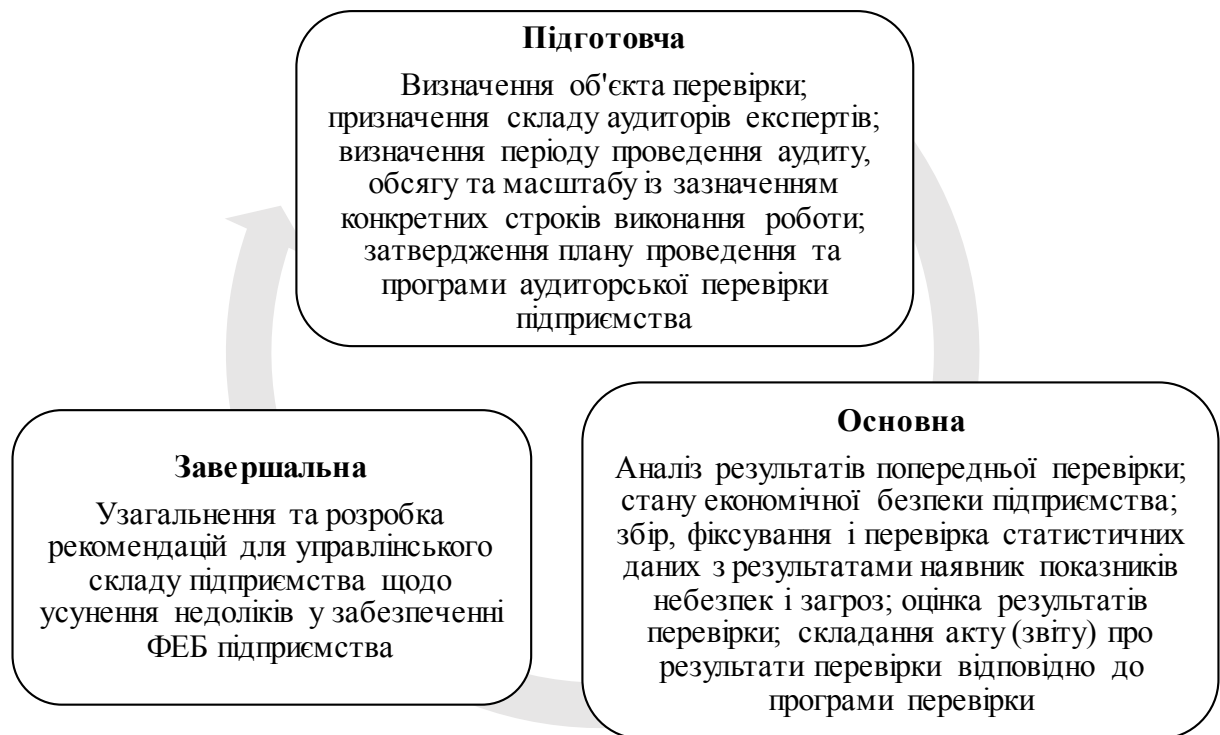 Підготовча
Визначення об'єкта перевірки;
призначення складу аудиторів експертів;
визначення періоду проведення аудиту,
обсягу та масштабу із зазначенням
конкретних строків виконання роботи;
затвердження плану проведення та
програми аудиторської перевірки
підприємства
Основна
Аналіз результатів попередньої перевірки;
стану економічної безпеки підприємства;
збір, фіксування і перевірка статистичних
даних з результатами наявник показників
небезпек і загроз; оцінка результатів
перевірки; складання акту (звіту) про
результати перевірки відповідно до
програми перевірки
Завершальна
Узагальнення та розробка
рекомендацій для управлінського
складу підприємства щодо
усунення недоліків у забезпеченні
ФЕБ підприємства